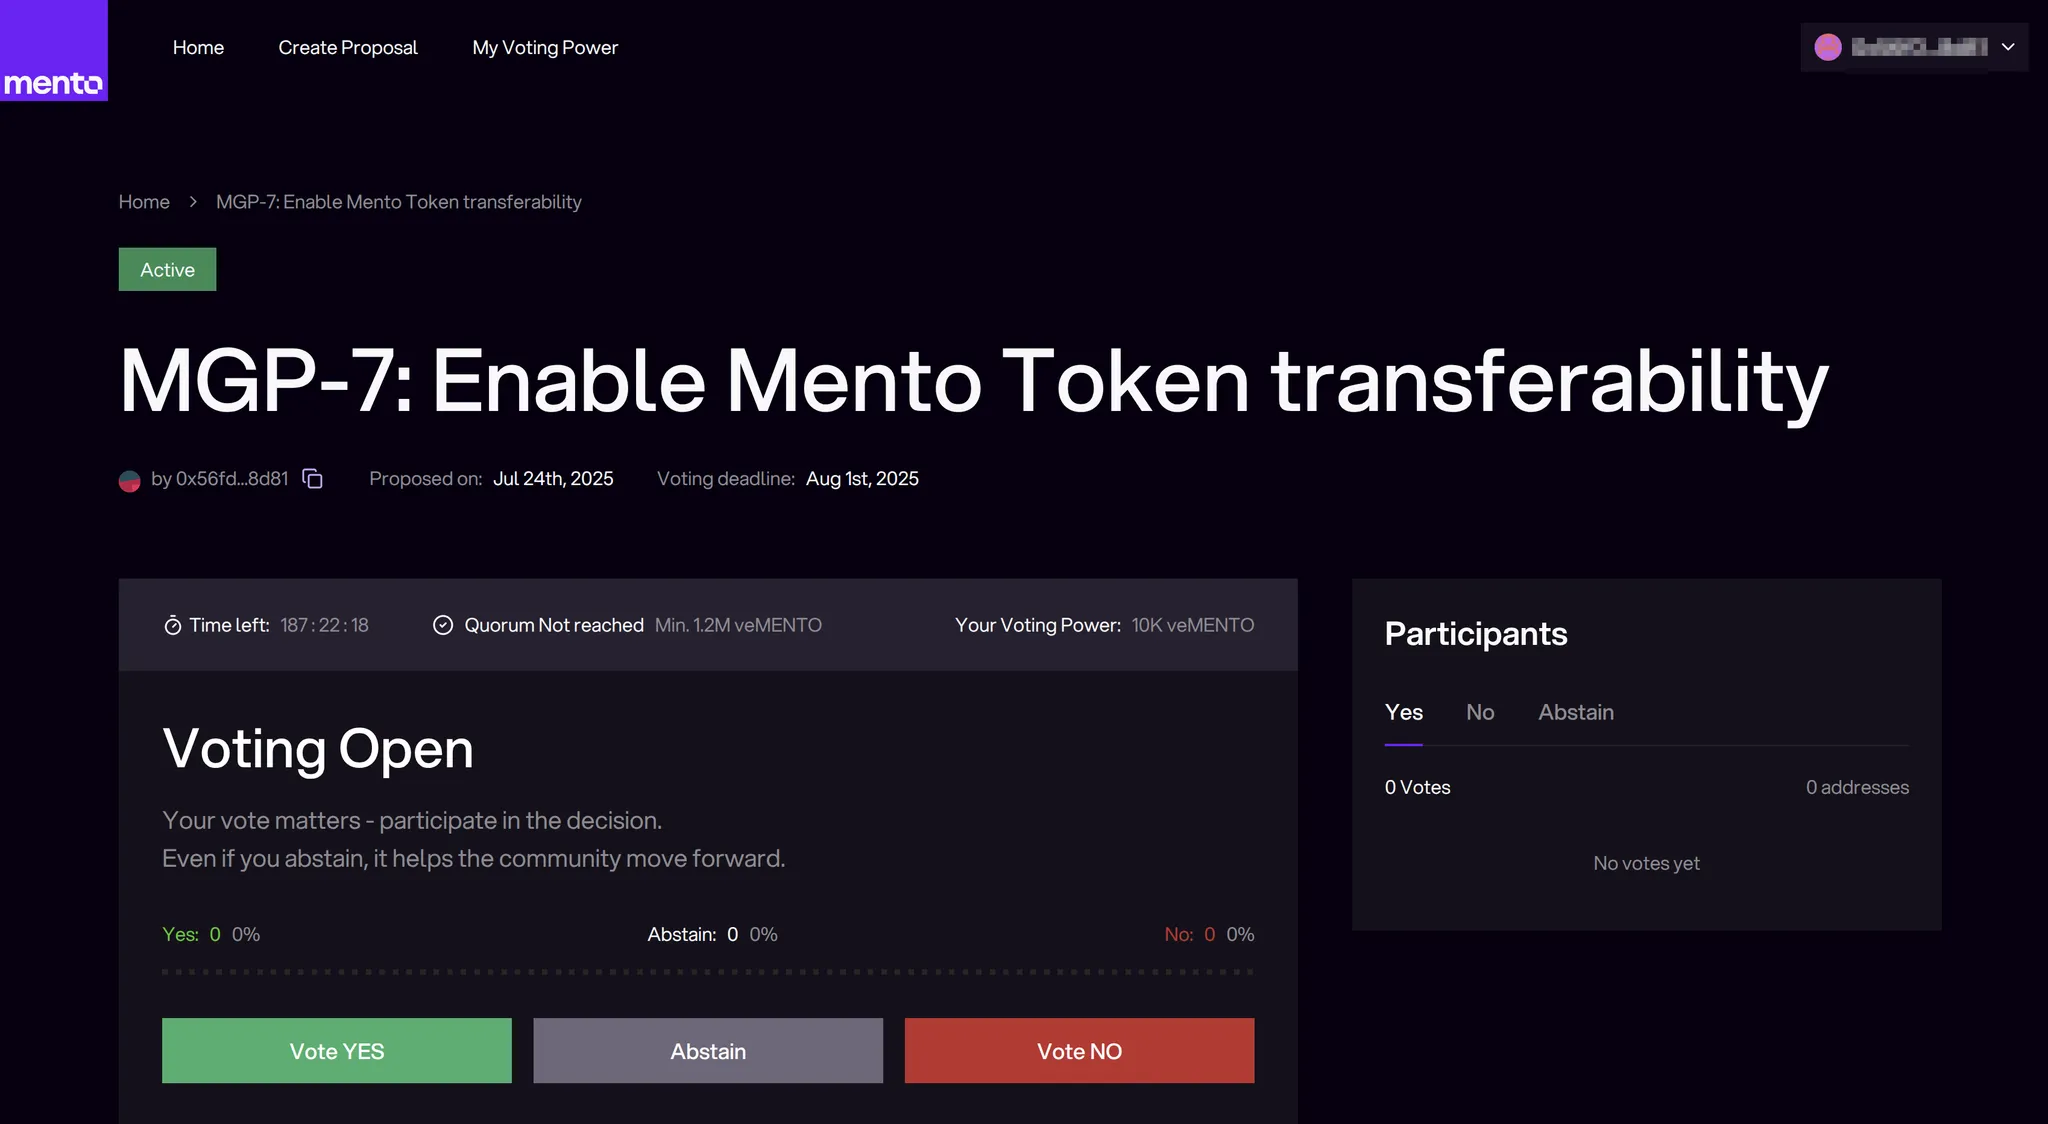 mento
Home Create Proposal My Voting Power
Home > MGP-7: Enable Mento Token transferability
Active
MGP-7: Enable Mento Token transferability
by 0x56fd...8d81 Proposed on: Jul 24th, 2025 Voting deadline: Aug 1st, 2025
Time left: 187 : 22 : 18 Quorum Not reached Min. 1.2M veMENTO Your Voting Power: 10K veMENTO
Voting Open
Your vote matters - participate in the decision.
Even if you abstain, it helps the community move forward.
Yes: 0 0% Abstain: 0 0% No: 0 0%
Vote YES Abstain Vote NO
Participants
Yes No Abstain
0 Votes 0 addresses
No votes yet